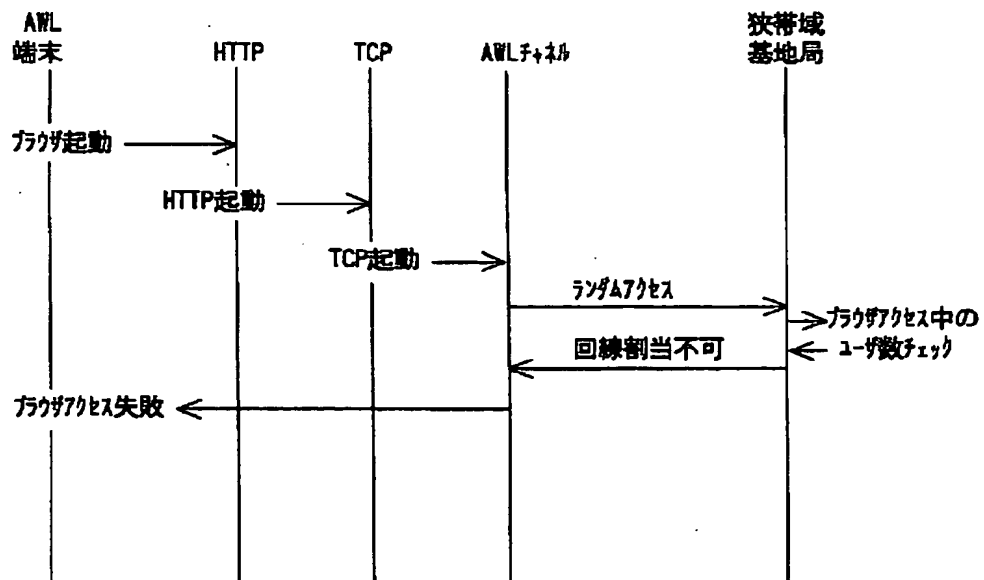 AWL
端末
HTTP
TCP
AWLﾁｬﾈﾙ
狭帯域
基地局
ﾌﾞﾗｳｻﾞ起動
HTTP起動
TCP起動
ﾗﾝﾀﾞﾑｱｸｾｽ
ﾌﾞﾗｳｻﾞｱｸｾｽ中の
ﾕｰｻﾞ数ﾁｪｯｸ
回線割当不可
ﾌﾞﾗｳｻﾞｱｸｾｽ失敗